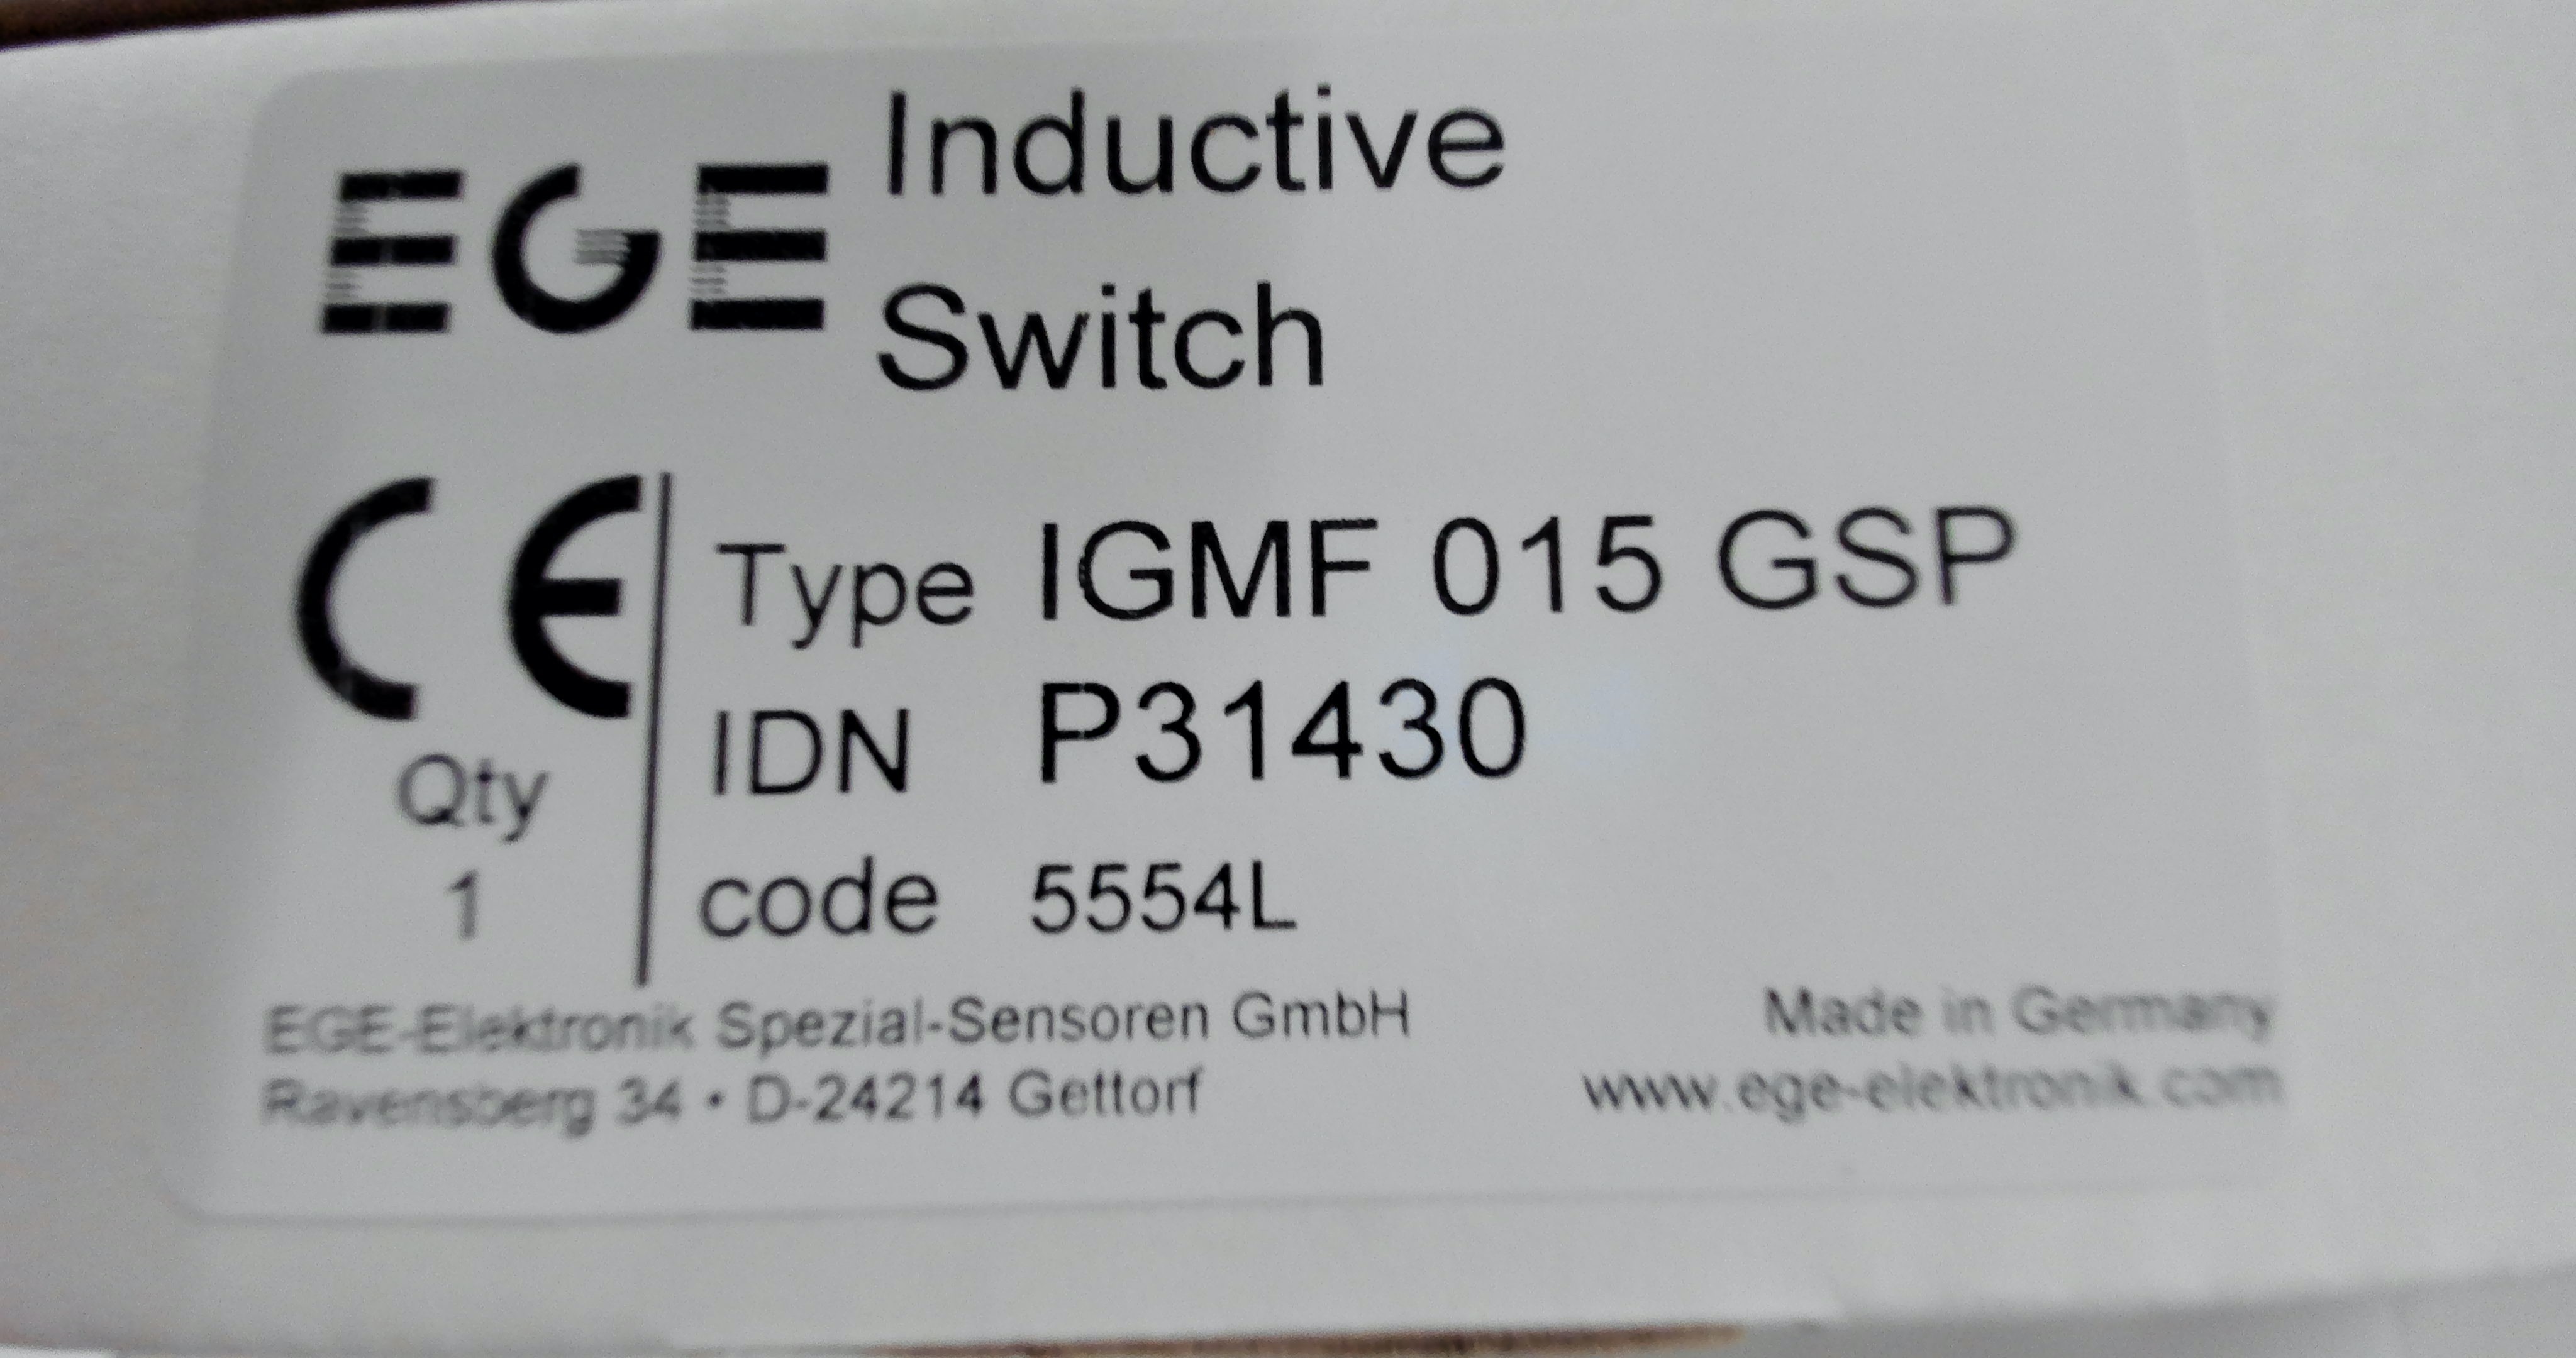 EGE Inductive
Switch
CE
Type IGMF 015 GSP
IDN P31430
Qty
1
code 5554L
EGE-Elektronik Spezial-Sensoren GmbH
Ravensberg 34 • D-24214 Gettorf
Made in Germany
www.ege-elektronik.com